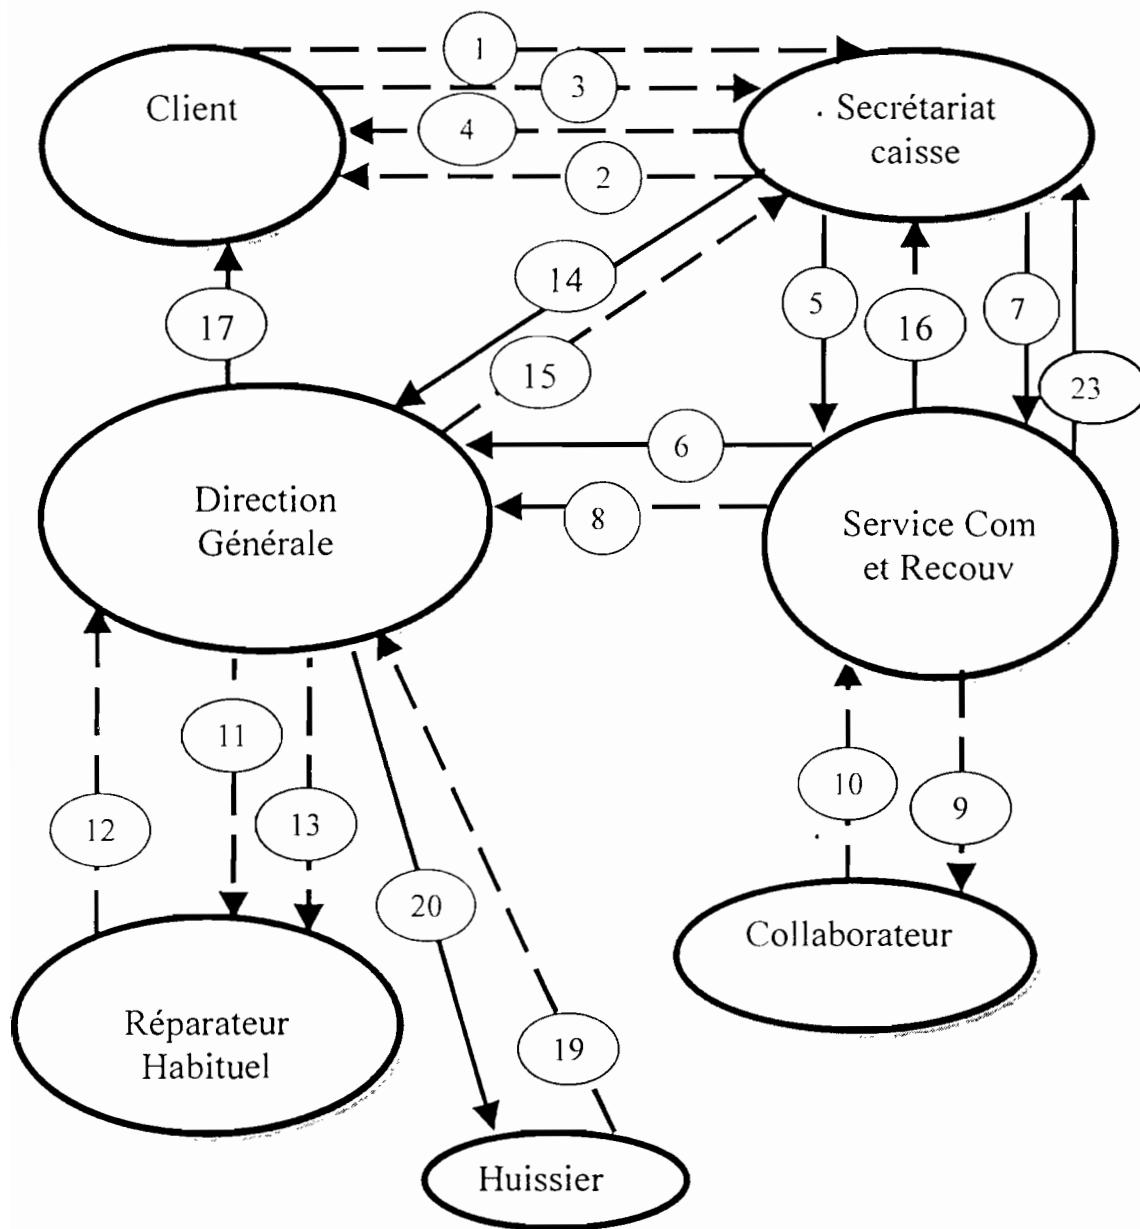 1
Client
3
Secrétariat
caisse
4
2
14
5
16
7
17
15
23
6
Direction
Générale
8
Service Com
et Recouv
11
10
9
12
13
20
Collaborateur
Réparateur
Habituel
19
Huissier